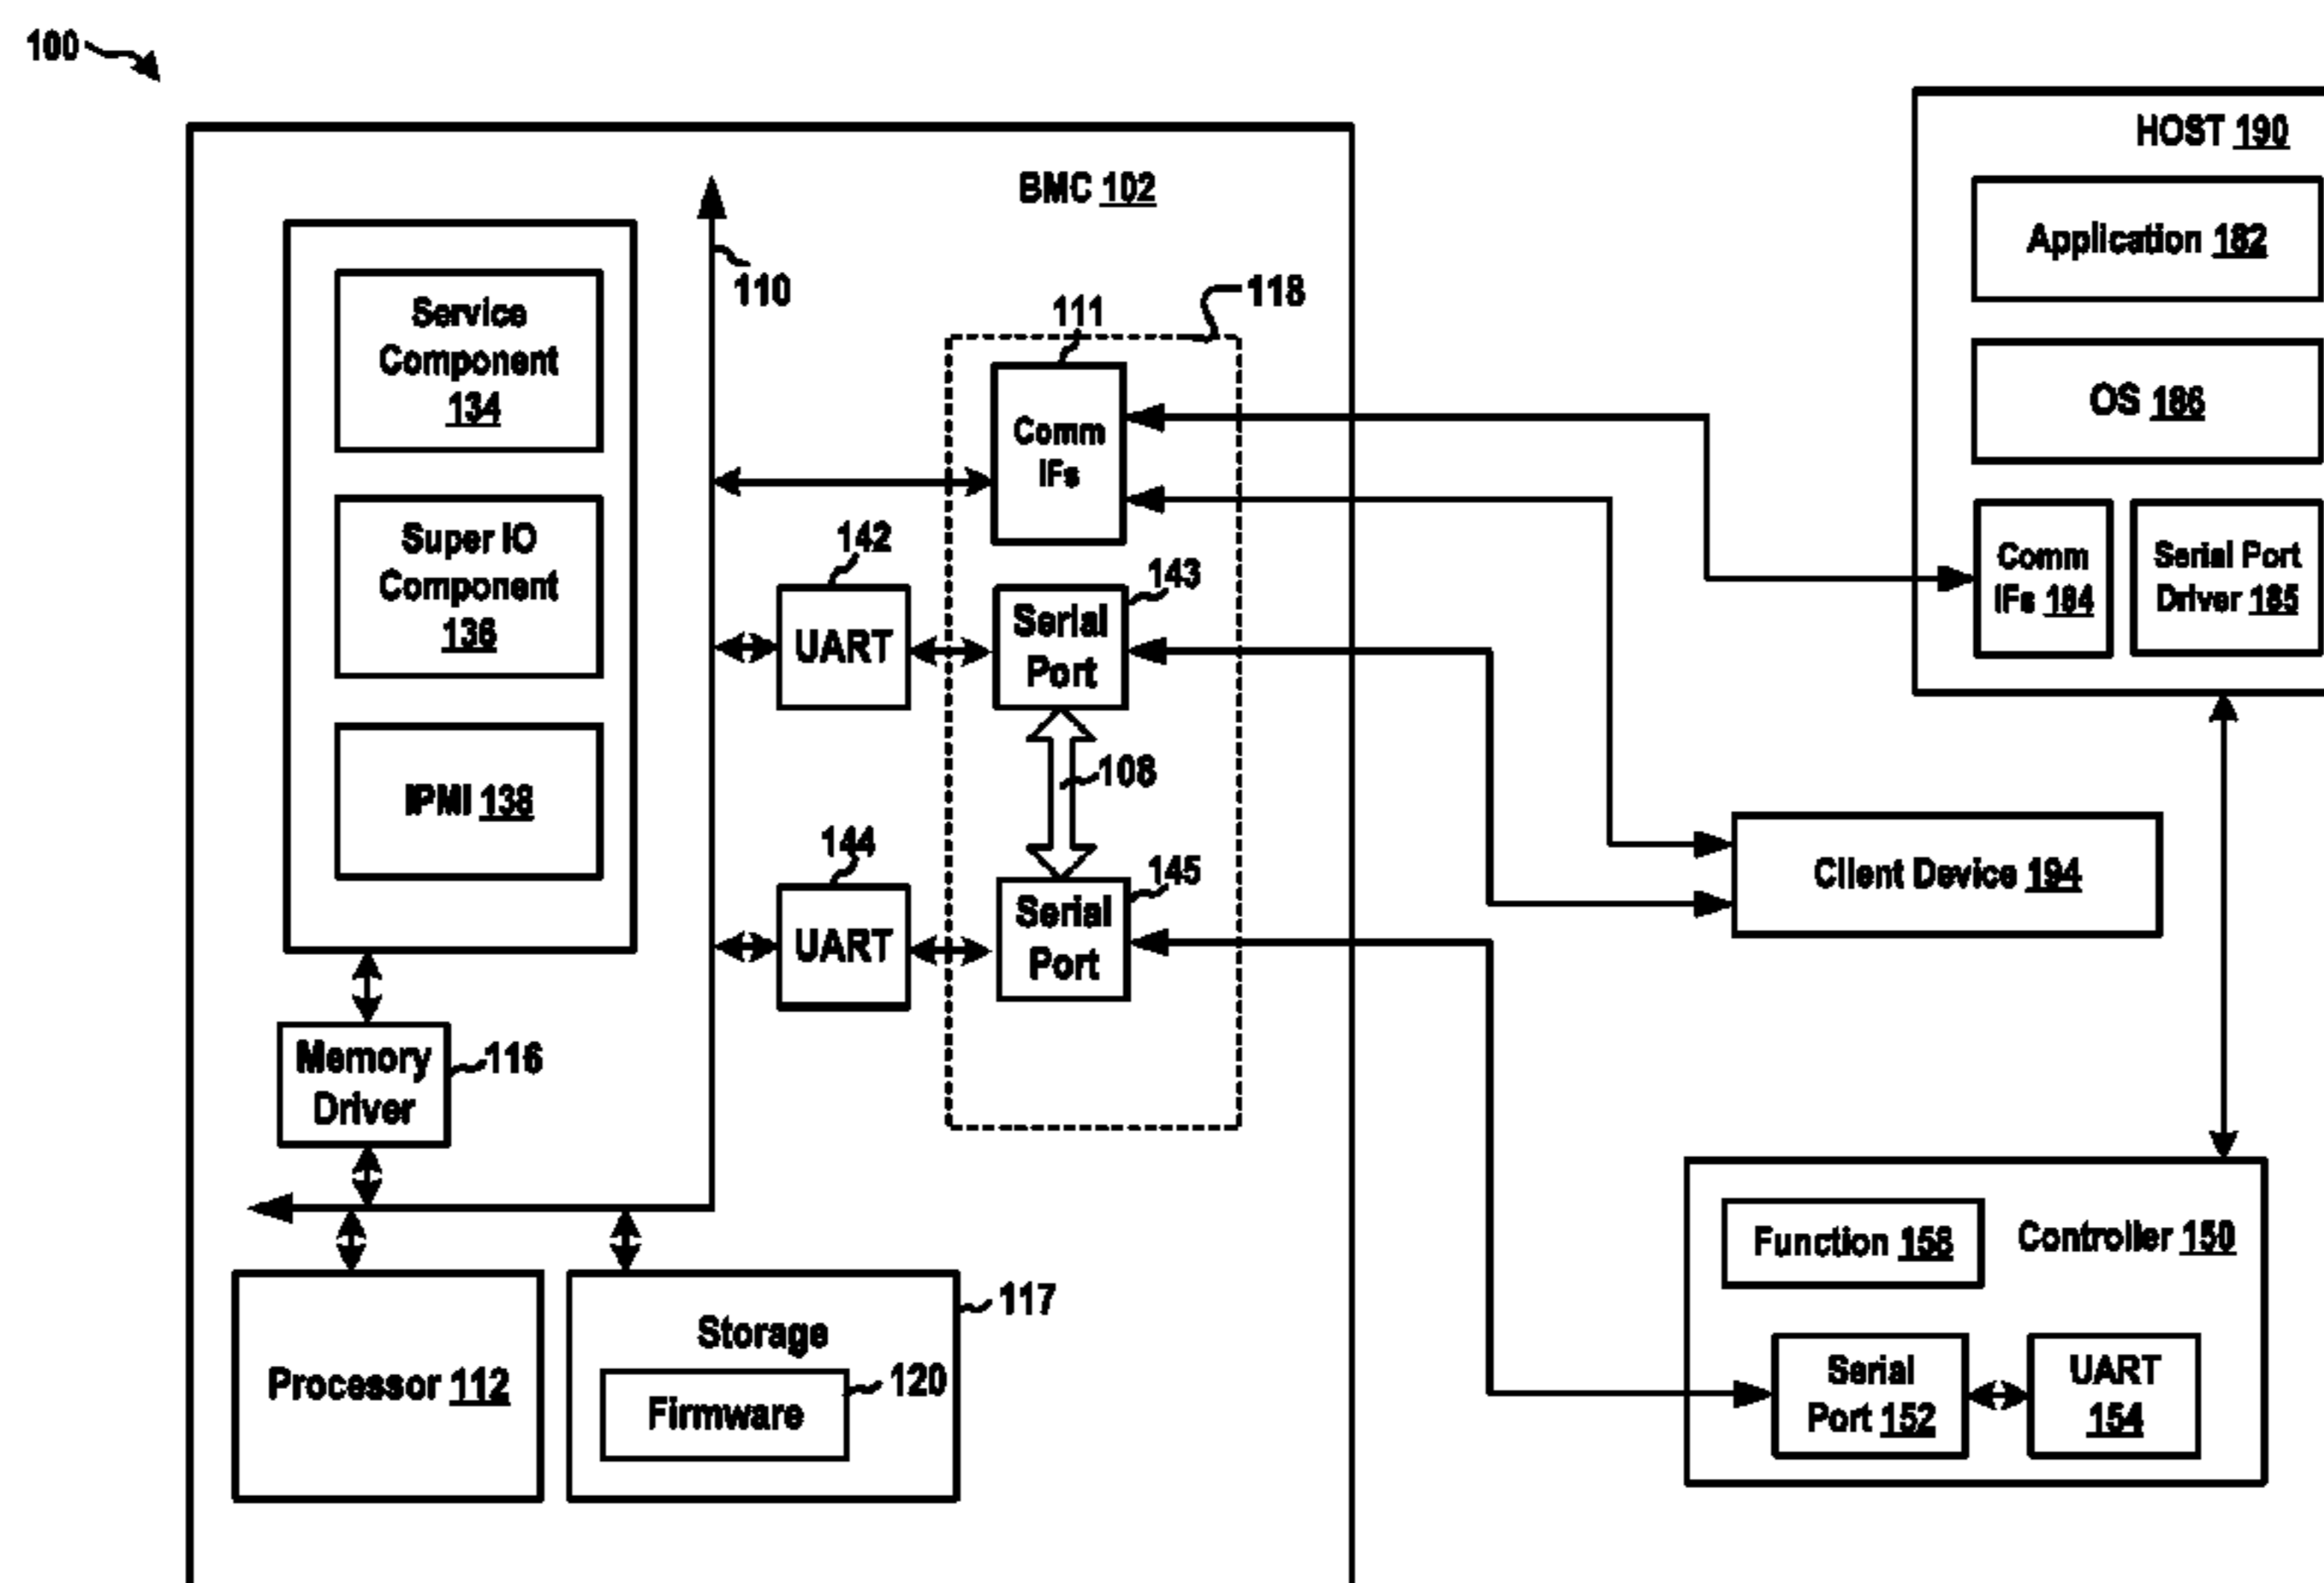 100
HOST 190
BMC 102
Application 182
110
118
111
Service
Component
134
OS 186
Comm
IFs
142
Super IO
Component
136
143
Comm
IFs 184
Serial Port
Driver 185
UART
Serial
Port
108
IPMI 138
144
145
Client Device 194
UART
Serial
Port
Memory
Driver
116
Function 158
Controller 150
117
Storage
Processor 112
120
Firmware
Serial
Port 152
UART
154